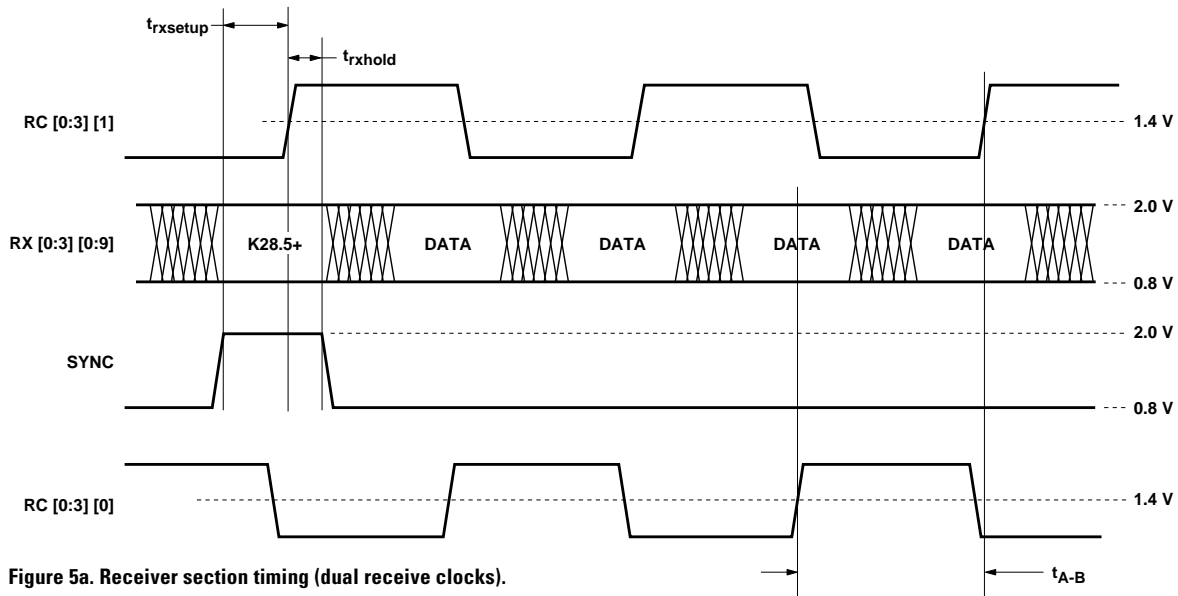 trxsetup
trxhold
RC [0:3] [1]
1.4 V
2.0 V
RX [0:3] [0:9]
K28.5+ DATA DATA DATA DATA
0.8 V
2.0 V
SYNC
0.8 V
RC [0:3] [0]
1.4 V
tA-B
Figure 5a. Receiver section timing (dual receive clocks).